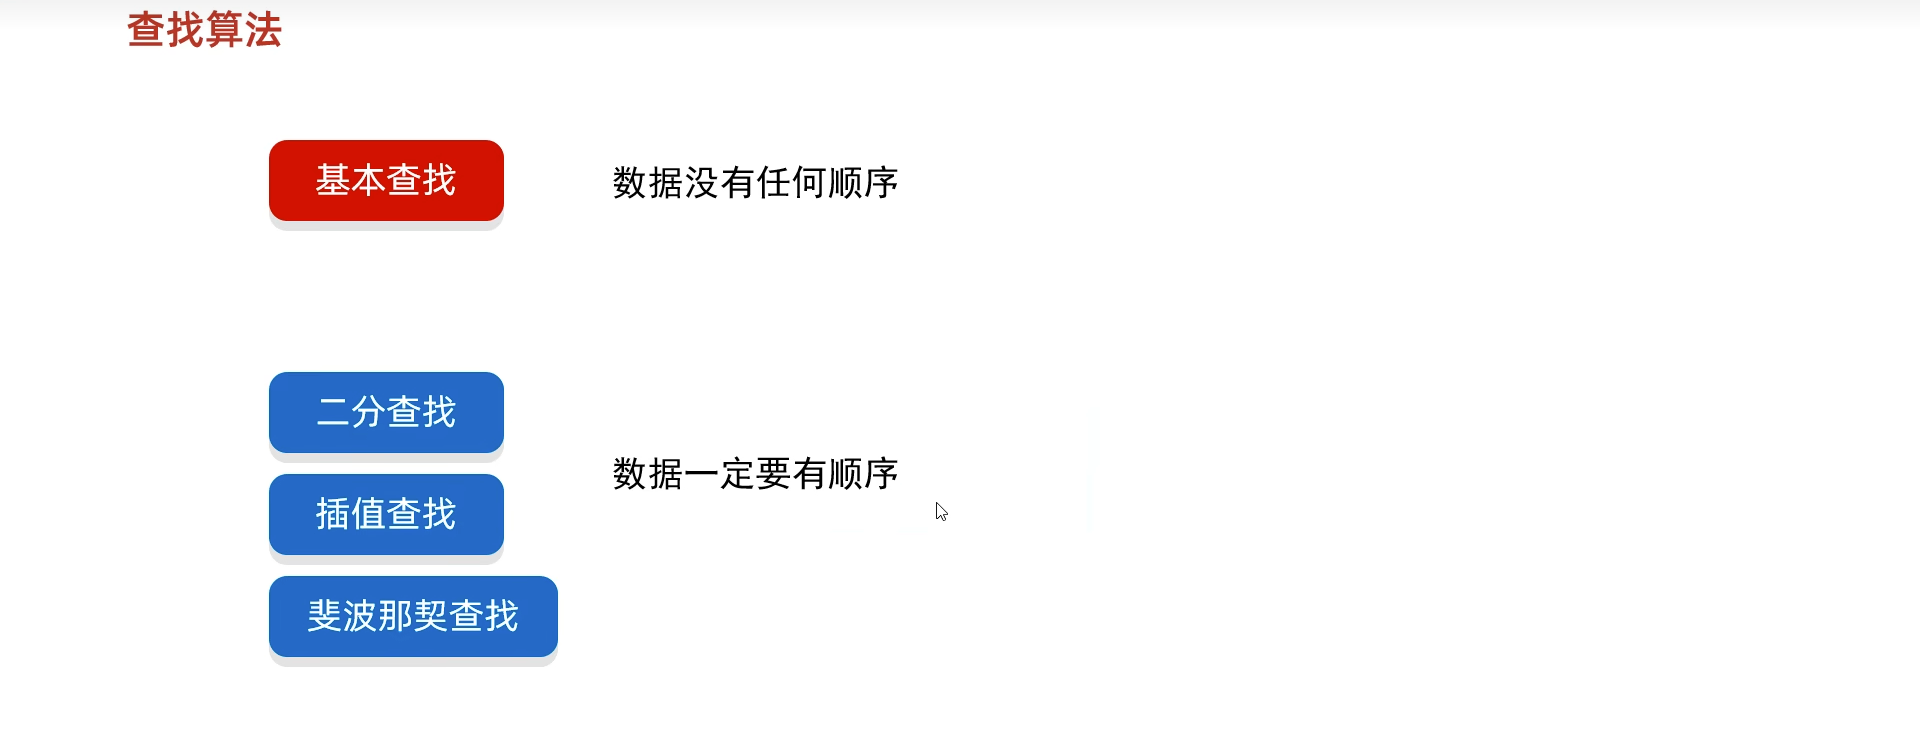 查找算法
基本查找
数据没有任何顺序
二分查找
数据一定要有顺序
插值查找
斐波那契查找